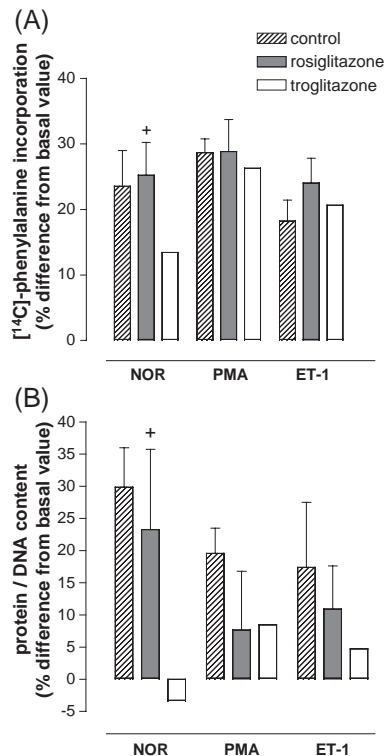 (A)
control
rosiglitazone
troglitazone
[¹⁴C]-phenylalanine incorporation
(% difference from basal value)
40
30
20
10
0
+
NOR PMA ET-1
(B)
protein / DNA content
(% difference from basal value)
40
35
30
25
20
15
10
5
0
-5
+
NOR PMA ET-1